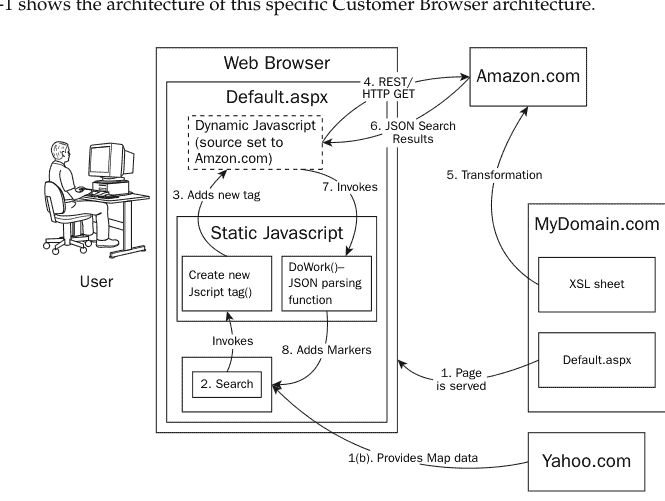 -1 shows the architecture of this specific Customer Browser architecture.
Web Browser
Default.aspx
4. REST/
HTTP GET
Amazon.com
Dynamic Javascript
(source set to
Amzon.com)
6. JSON Search
Results
5. Transformation
3. Adds new tag
7. Invokes
MyDomain.com
Static Javascript
User
Create new
Jscript tag()
DoWork()–
JSON parsing
function
XSL sheet
Invokes
8. Adds Markers
Default.aspx
2. Search
1. Page
is served
1(b). Provides Map data
Yahoo.com